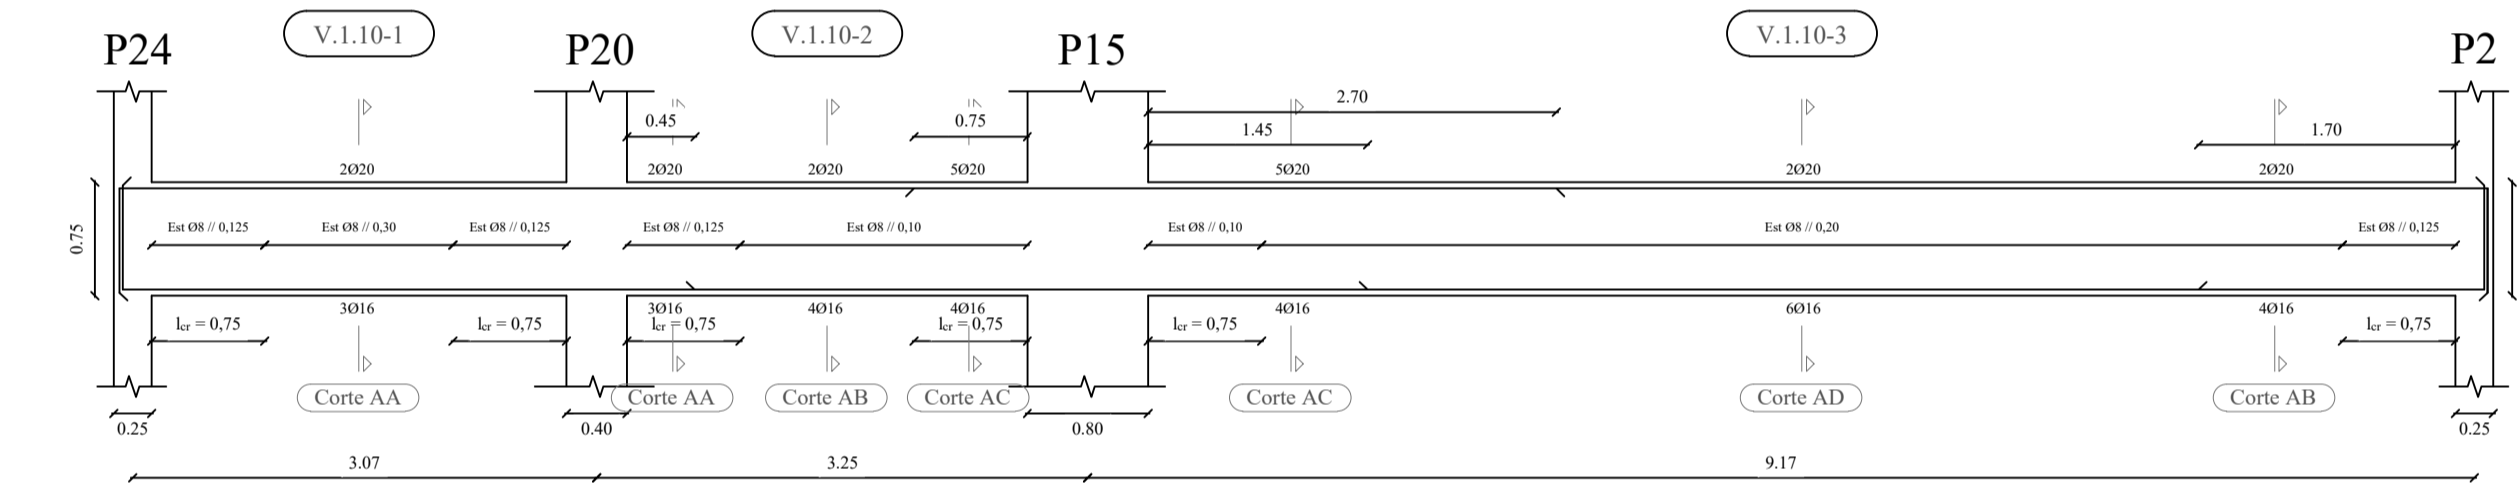 V.1.10-1
V.1.10-2
V.1.10-3
P24
P20
P15
P2
2.70
0.45
0.75
1.45
1.70
2Ø20
2Ø20
2Ø20
5Ø20
5Ø20
2Ø20
2Ø20
0.75
Est Ø8 // 0,125
Est Ø8 // 0,30
Est Ø8 // 0,125
Est Ø8 // 0,125
Est Ø8 // 0,10
Est Ø8 // 0,10
Est Ø8 // 0,20
Est Ø8 // 0,125
3Ø16
3Ø16
4Ø16
4Ø16
4Ø16
6Ø16
4Ø16
lcr = 0,75
lcr = 0,75
lcr = 0,75
lcr = 0,75
lcr = 0,75
lcr = 0,75
Corte AA
Corte AA
Corte AB
Corte AC
Corte AC
Corte AD
Corte AB
0.25
0.40
0.80
0.25
3.07
3.25
9.17